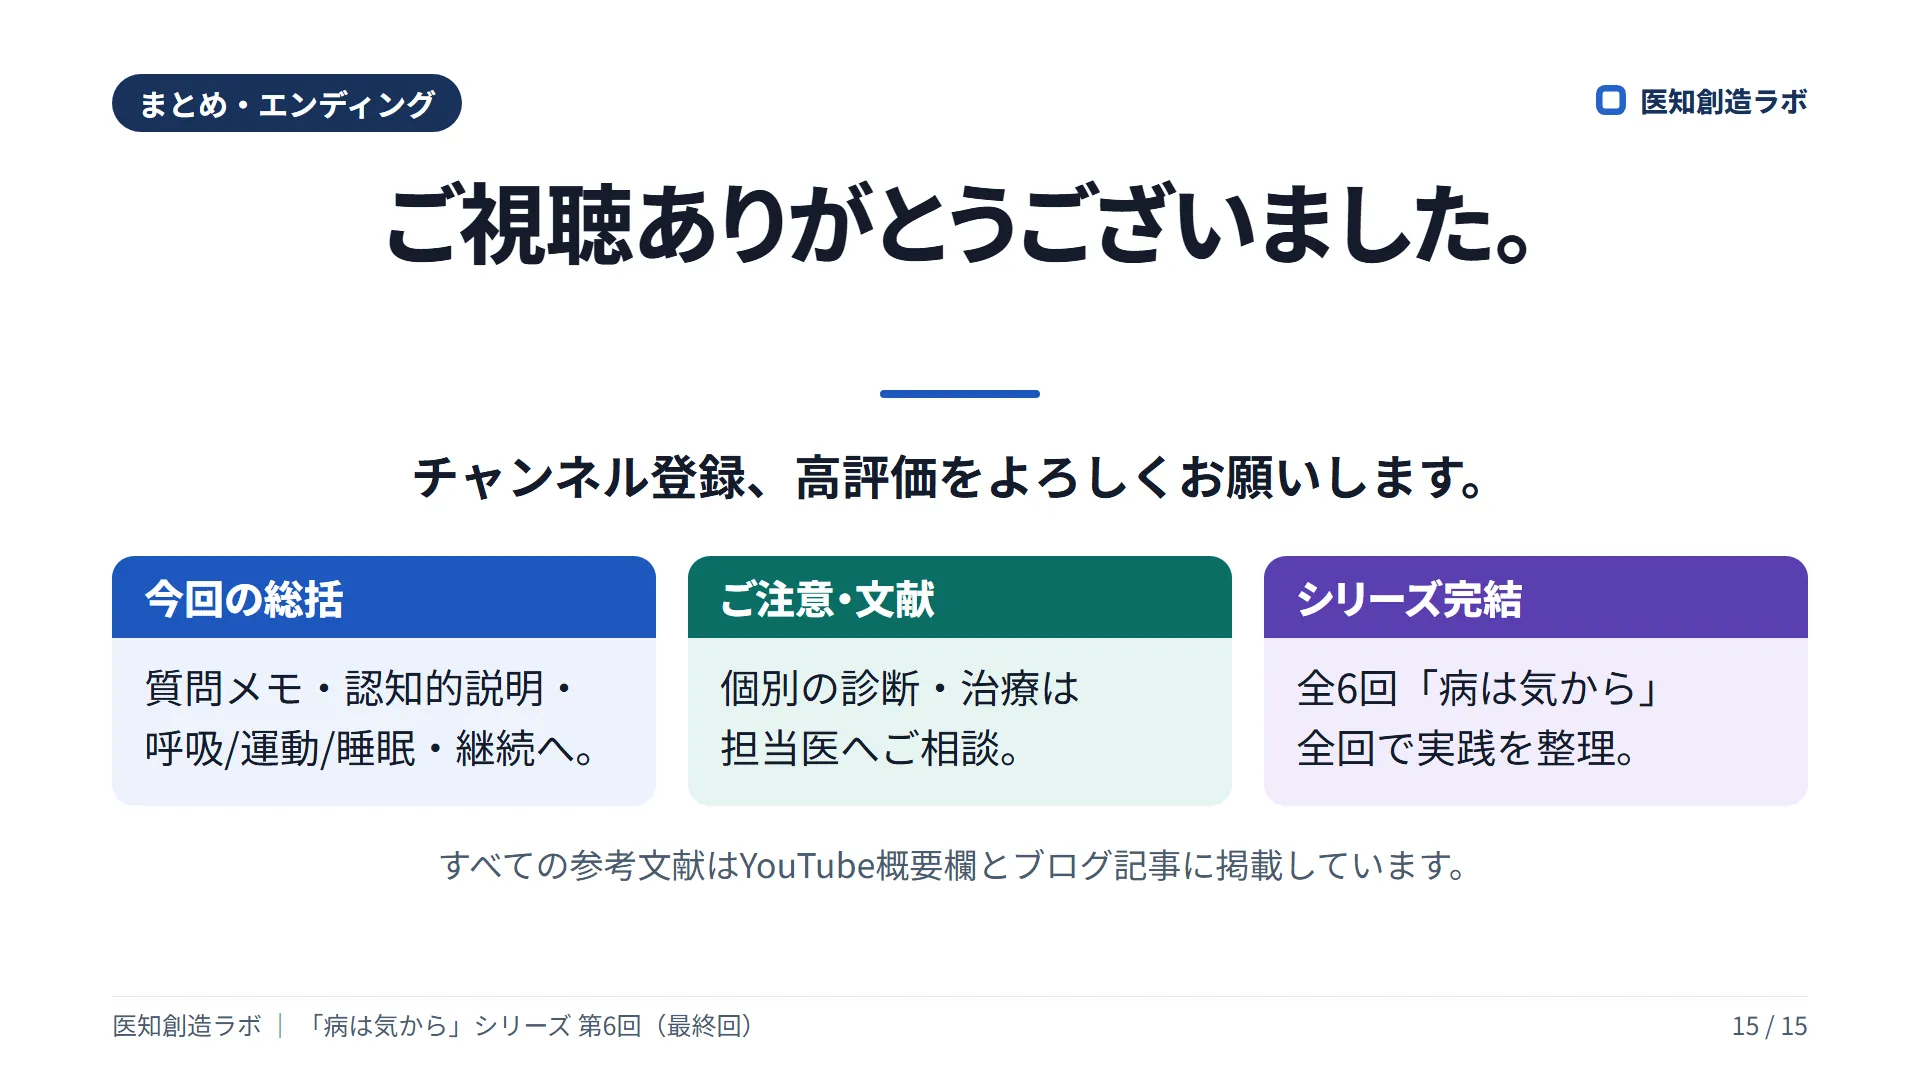 まとめ・エンディング
医知創造ラボ
ご視聴ありがとうございました。
チャンネル登録、高評価をよろしくお願いします。
今回の総括
質問メモ・認知的説明・
呼吸/運動/睡眠・継続へ。
ご注意・文献
個別の診断・治療は
担当医へご相談。
シリーズ完結
全6回「病は気から」
全回で実践を整理。
すべての参考文献はYouTube概要欄とブログ記事に掲載しています。
医知創造ラボ｜「病は気から」シリーズ 第6回（最終回）
15 / 15